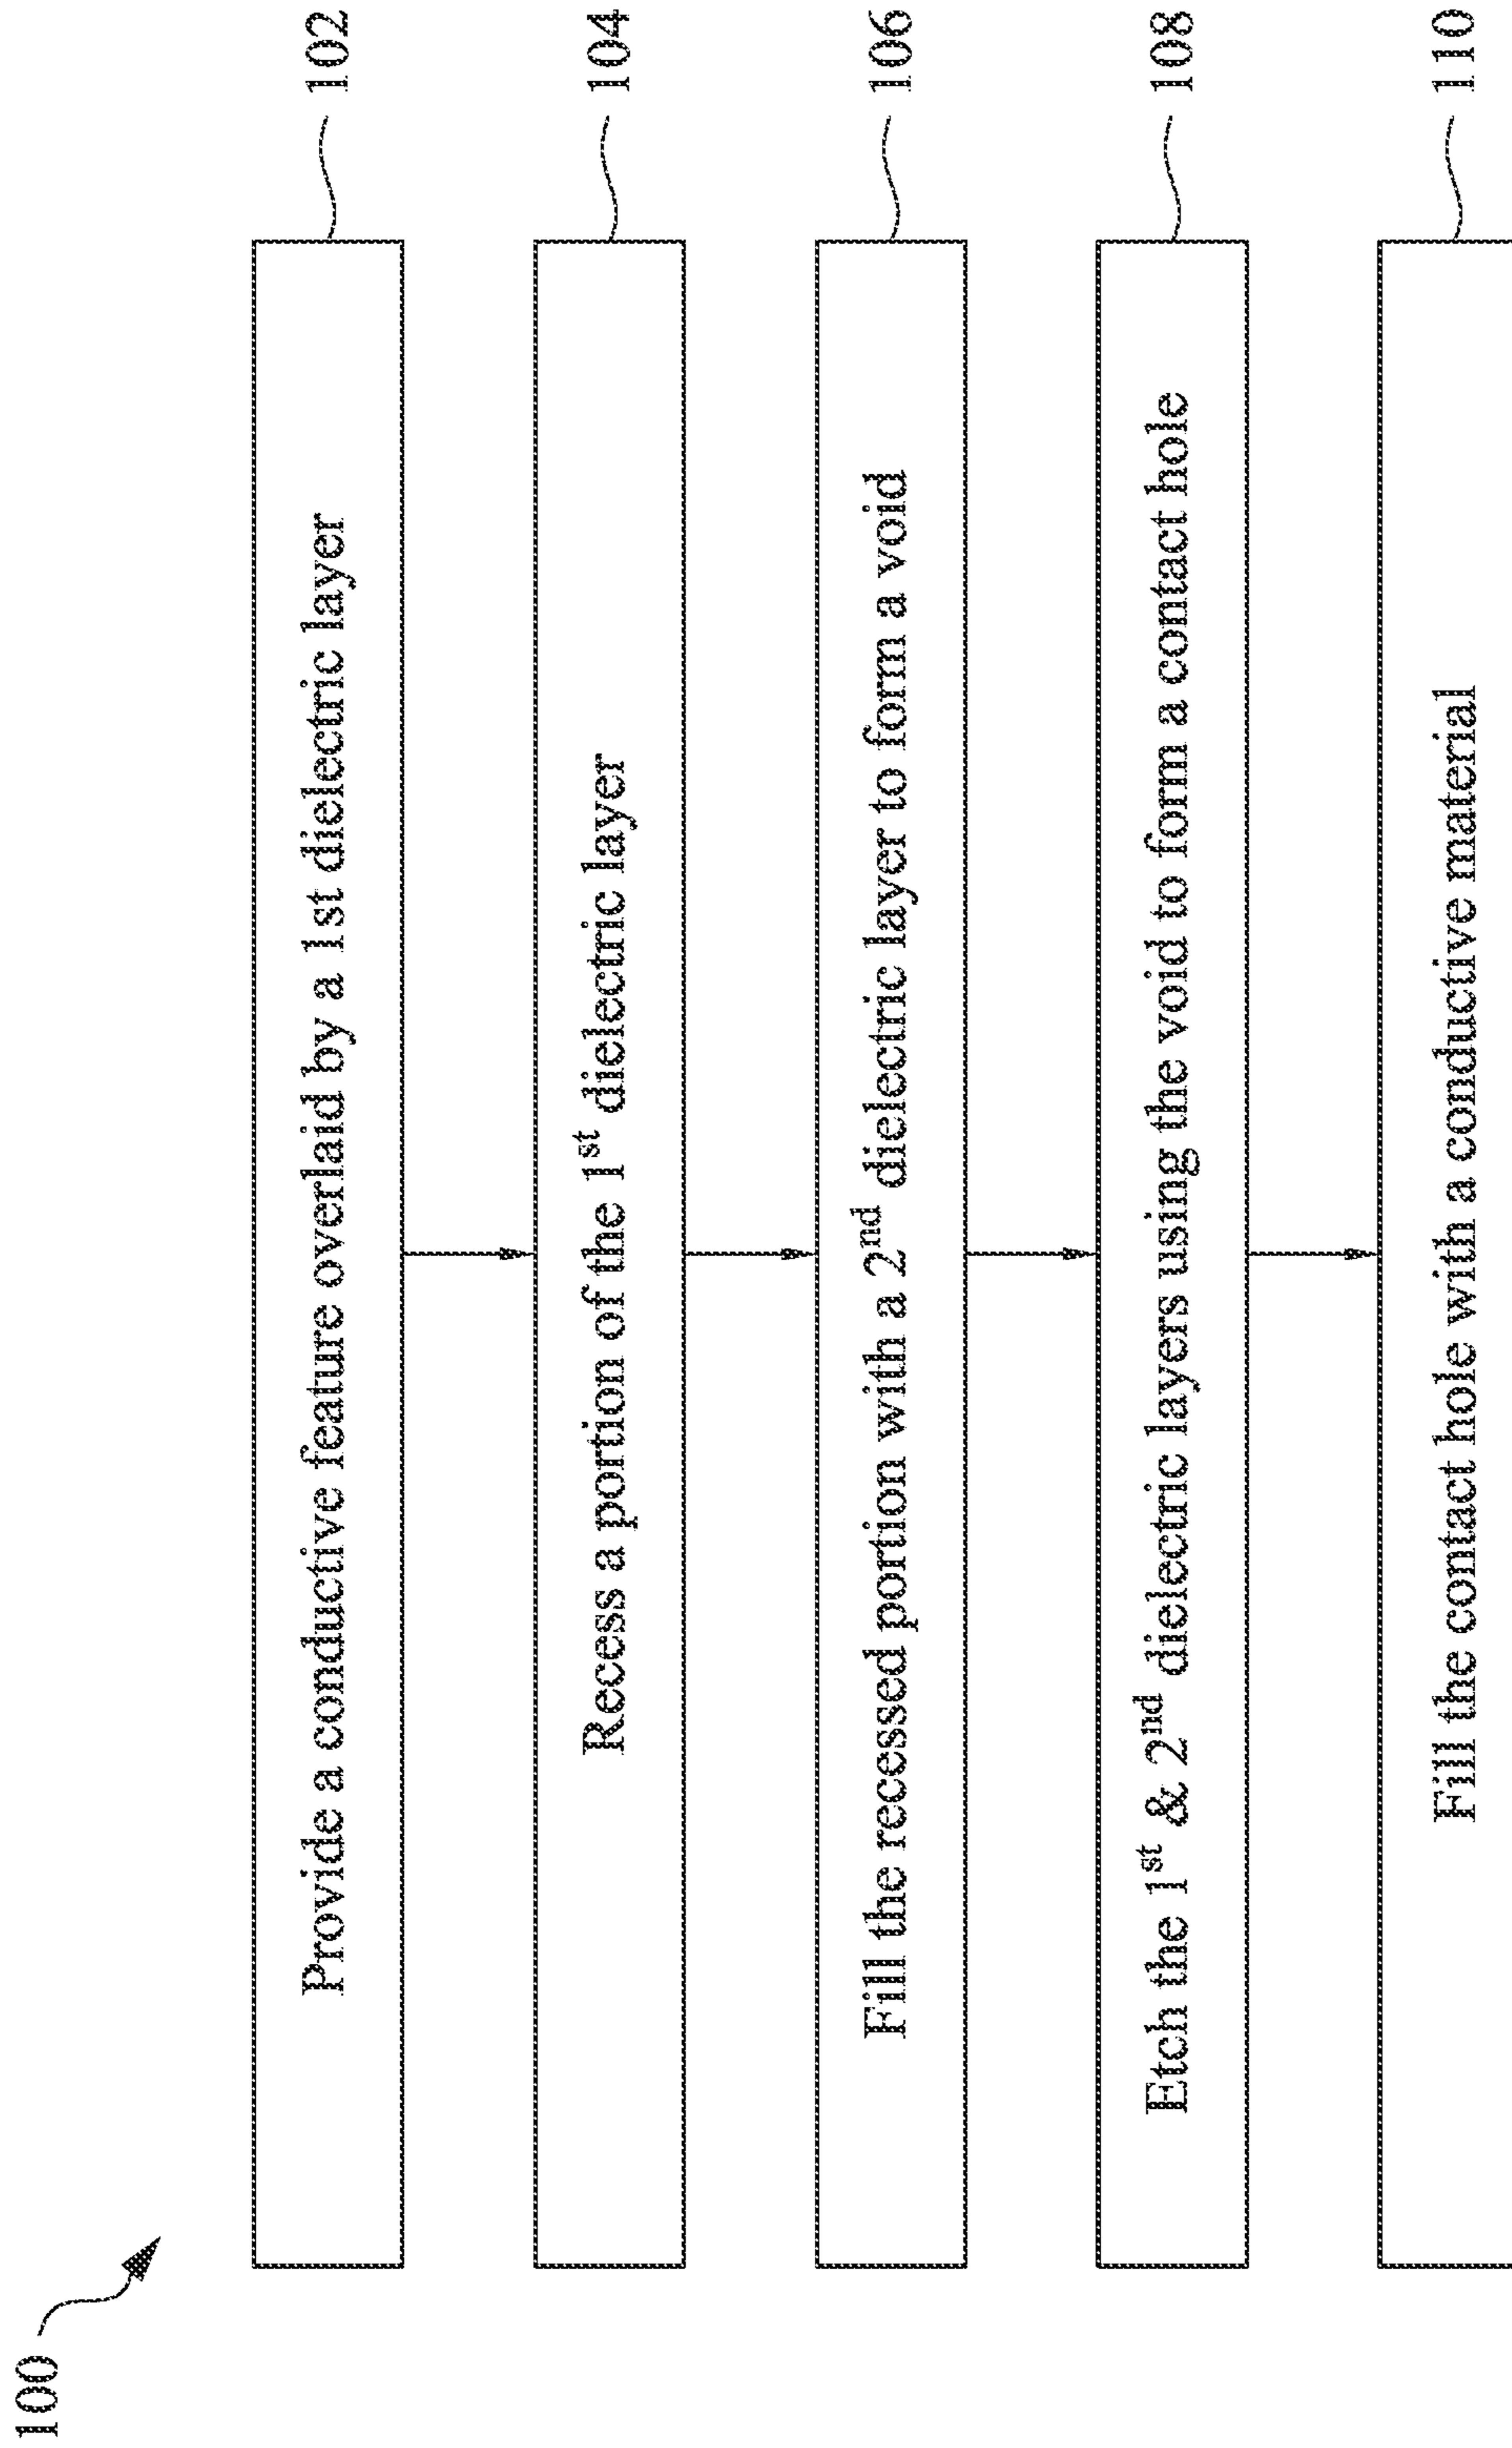 100
Provide a conductive feature overlaid by a 1st dielectric layer
102
Recess a portion of the 1st dielectric layer
104
Fill the recessed portion with a 2nd dielectric layer to form a void
106
Etch the 1st & 2nd dielectric layers using the void to form a contact hole
108
Fill the contact hole with a conductive material
110